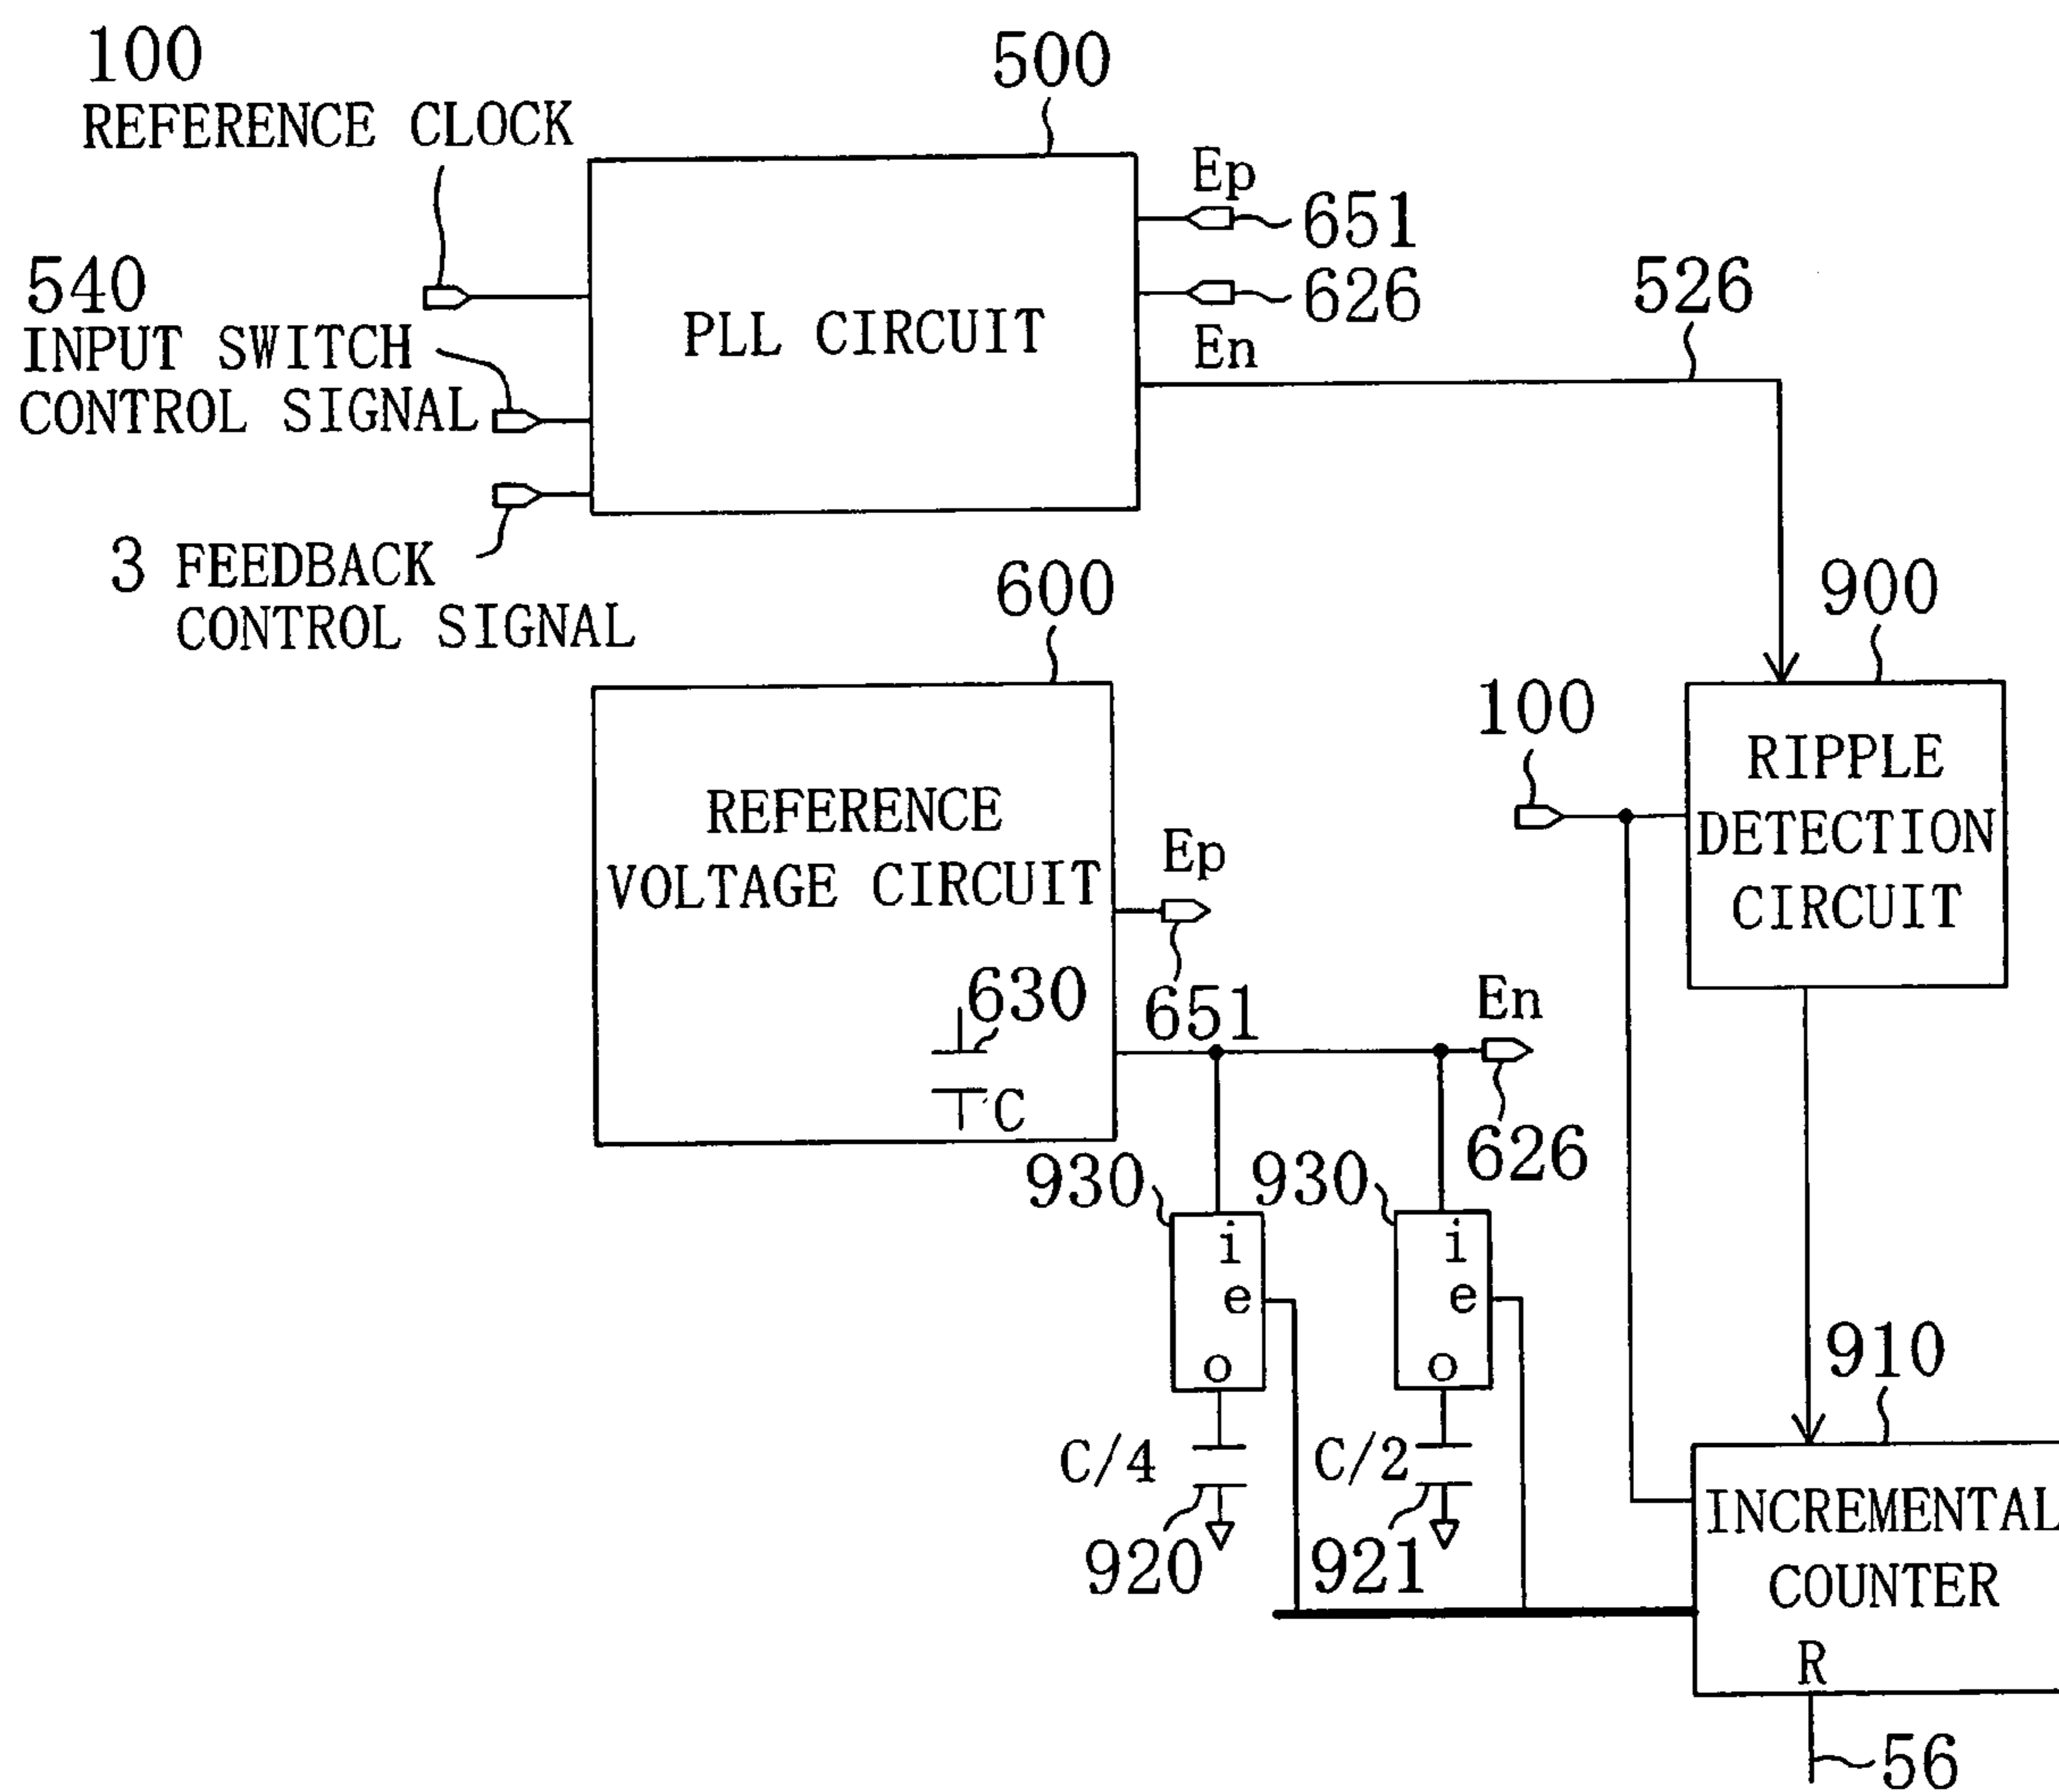 100
REFERENCE CLOCK
500
Ep
651
540
INPUT SWITCH
CONTROL SIGNAL
PLL CIRCUIT
626
En
526
3 FEEDBACK
CONTROL SIGNAL
600
900
100
RIPPLE
DETECTION
CIRCUIT
REFERENCE
VOLTAGE CIRCUIT
Ep
651
630
C
En
626
930
930
i
e
o
i
e
o
910
C/4
920
C/2
921
INCREMENTAL
COUNTER
R
56